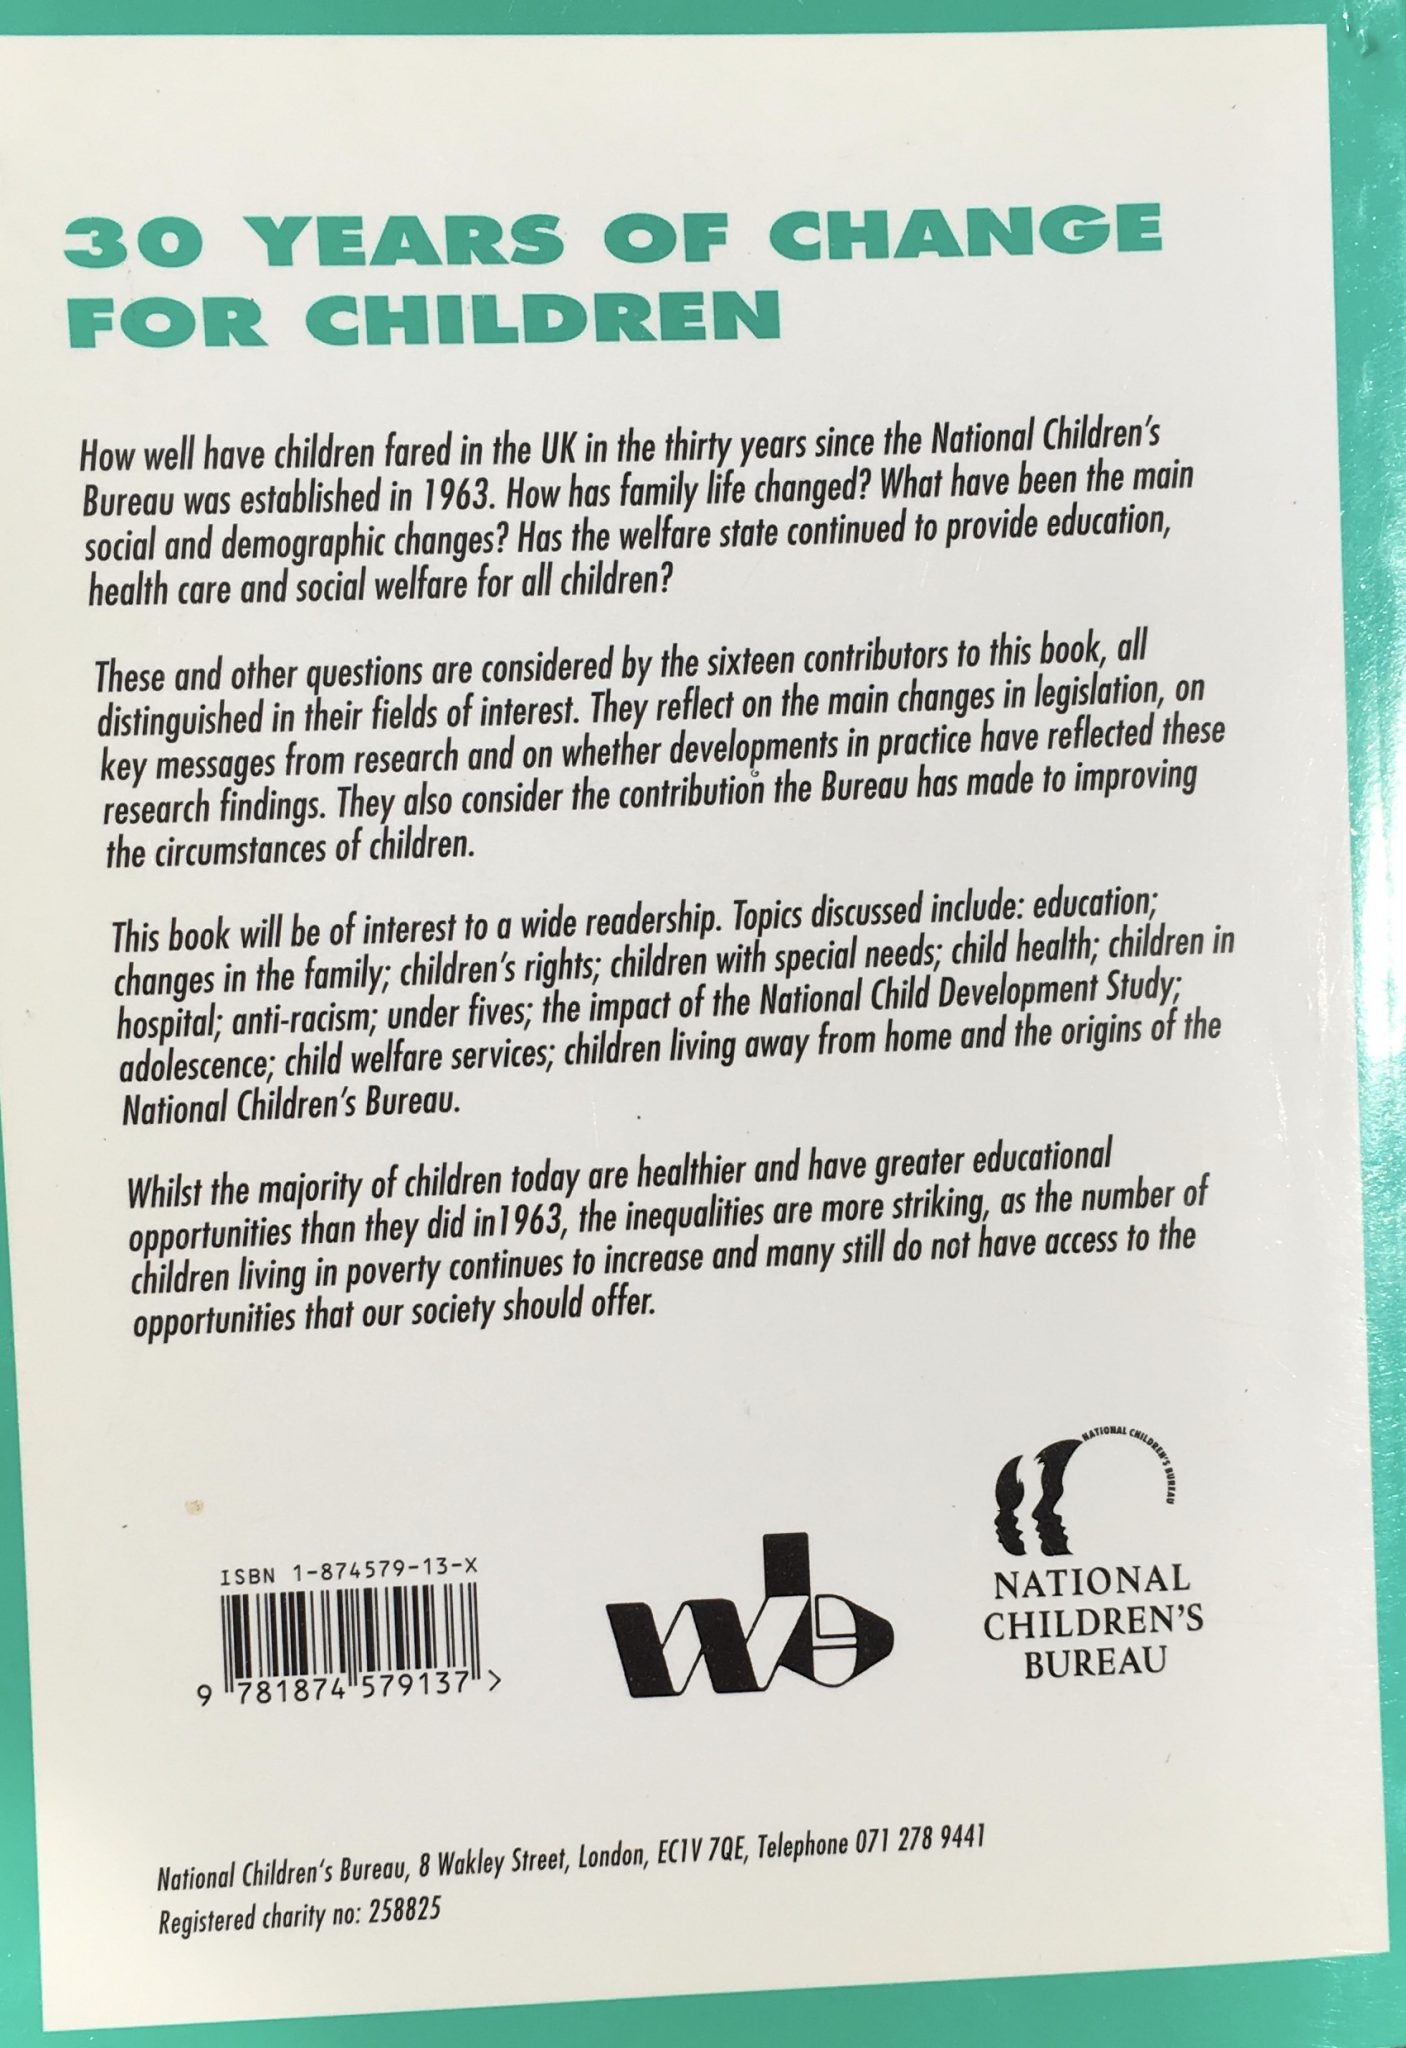 30 YEARS OF CHANGE
FOR CHILDREN
How well have children fared in the UK in the thirty years since the National Children's
Bureau was established in 1963. How has family life changed? What have been the main
social and demographic changes? Has the welfare state continued to provide education,
health care and social welfare for all children?
These and other questions are considered by the sixteen contributors to this book, all
distinguished in their fields of interest. They reflect on the main changes in legislation, on
key messages from research and on whether developments in practice have reflected these
research findings. They also consider the contribution the Bureau has made to improving
the circumstances of children.
This book will be of interest to a wide readership. Topics discussed include: education;
changes in the family; children's rights; children with special needs; child health; children in
hospital; anti-racism; under fives; the impact of the National Child Development Study;
adolescence; child welfare services; children living away from home and the origins of the
National Children's Bureau.
Whilst the majority of children today are healthier and have greater educational
opportunities than they did in1963, the inequalities are more striking, as the number of
children living in poverty continues to increase and many still do not have access to the
opportunities that our society should offer.
NATIONAL CHILDREN'S BUREAU
ISBN 1-874579-13-X
9 781874 579137 >
wb
NATIONAL
CHILDREN'S
BUREAU
National Children's Bureau, 8 Wakley Street, London, EC1V 7QE, Telephone 071 278 9441
Registered charity no: 258825